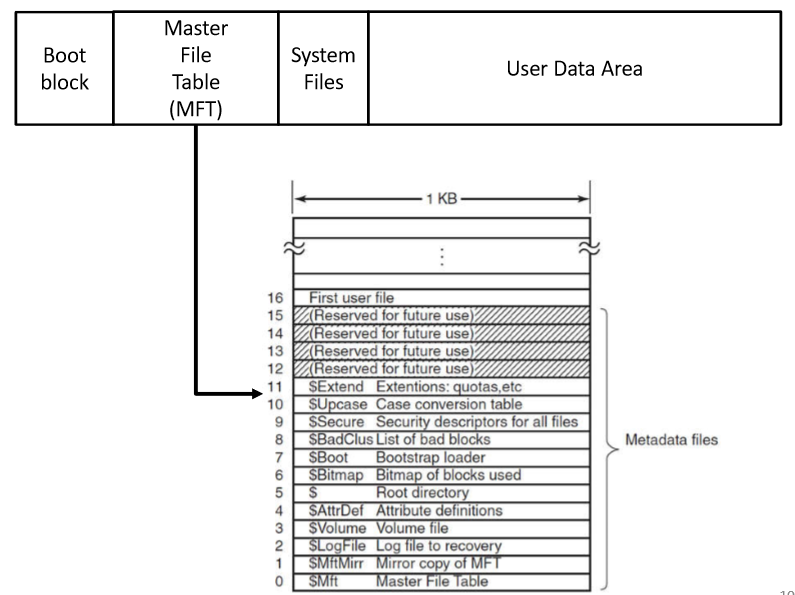 Boot block
Master File Table (MFT)
System Files
User Data Area
1 KB
16 First user file
15 (Reserved for future use)
14 (Reserved for future use)
13 (Reserved for future use)
12 (Reserved for future use)
11 $Extend Extentions: quotas,etc
10 $Upcase Case conversion table
9 $Secure Security descriptors for all files
8 $BadClus List of bad blocks
7 $Boot Bootstrap loader
6 $Bitmap Bitmap of blocks used
5 $ Root directory
4 $AttrDef Attribute definitions
3 $Volume Volume file
2 $LogFile Log file to recovery
1 $MftMirr Mirror copy of MFT
0 $Mft Master File Table
Metadata files